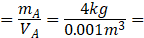 = m_A / V_A = 4kg / 0.001m³ =